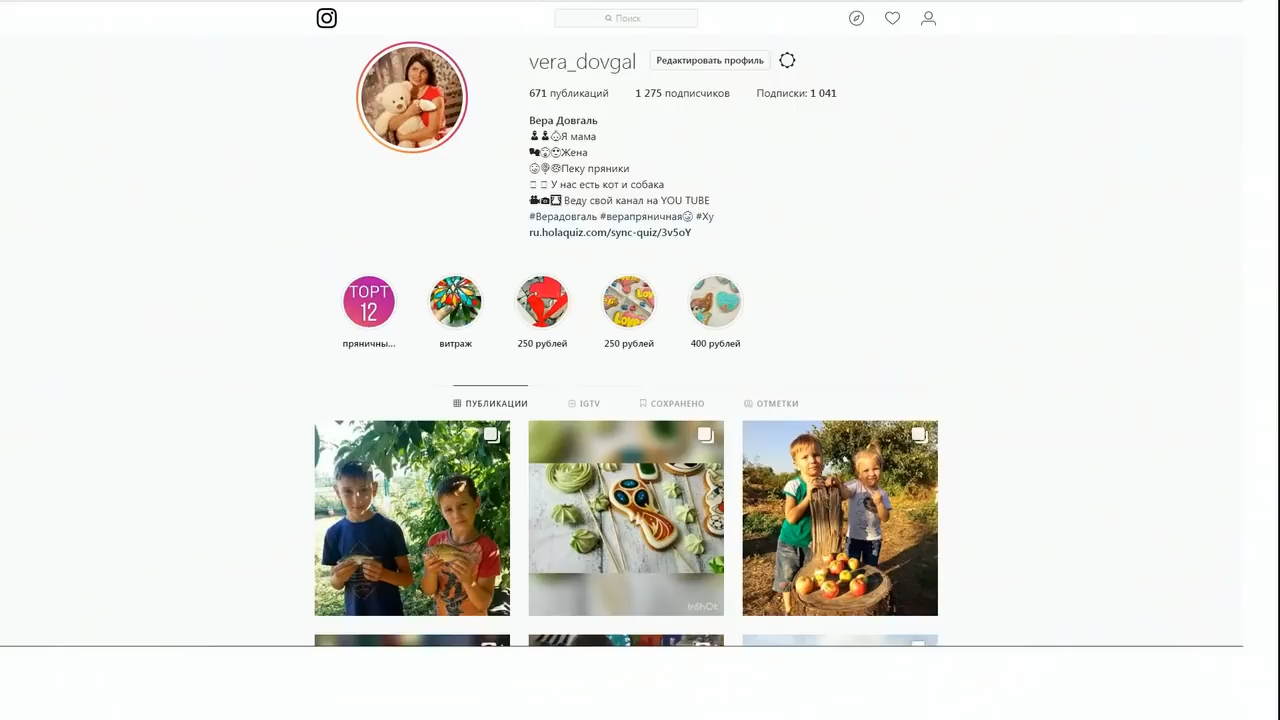 Поиск
vera_dovgal Редактировать профиль
671 публикаций 1 275 подписчиков Подписки: 1 041
Вера Довгаль
Я мама
Жена
Пеку пряники
У нас есть кот и собака
Веду свой канал на YOU TUBE
#Верадовгаль #верапряничная #Ху
ru.holaquiz.com/sync-quiz/3v5oY
ТОРТ
12
пряничны... витраж 250 рублей 250 рублей 400 рублей
ПУБЛИКАЦИИ IGTV СОХРАНЕНО ОТМЕТКИ
InShOt